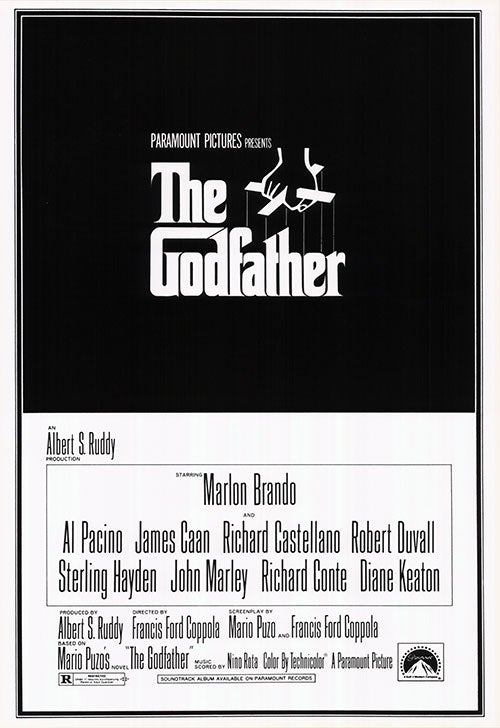 PARAMOUNT PICTURES PRESENTS
The
Godfather
AN
Albert S. Ruddy
PRODUCTION
STARRING
Marlon Brando
AND
Al Pacino James Caan Richard Castellano Robert Duvall
Sterling Hayden John Marley Richard Conte Diane Keaton
PRODUCED BY DIRECTED BY SCREENPLAY BY
Albert S. Ruddy Francis Ford Coppola Mario Puzo AND Francis Ford Coppola
BASED ON
Mario Puzo's NOVEL "The Godfather" MUSIC SCORED BY Nino Rota Color By Technicolor® A Paramount Picture
R RESTRICTED
SOUNDTRACK ALBUM AVAILABLE ON PARAMOUNT RECORDS
Paramount